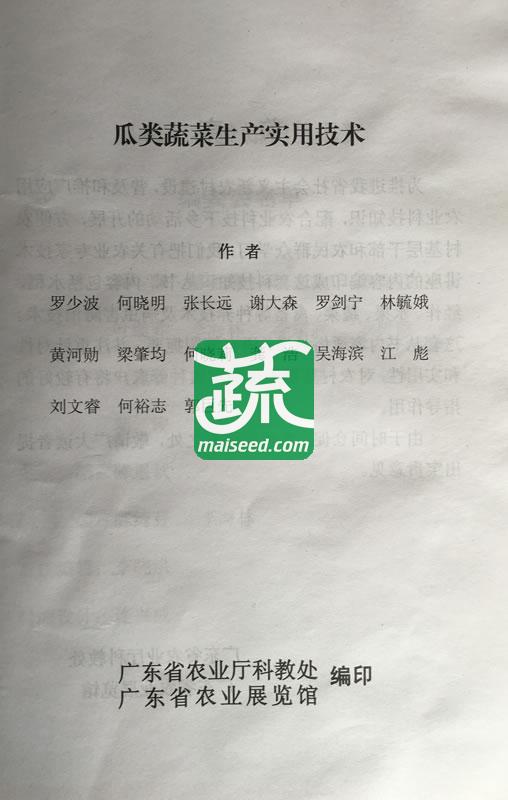 瓜类蔬菜生产实用技术
作者
罗少波 何晓明 张长远 谢大森 罗剑宁 林毓娥
黄河勋 梁肇均 吴海滨 江彪
刘文睿 何裕志 郭
蔬
maiseed.com
广东省农业厅科教处
广东省农业展览馆 编印